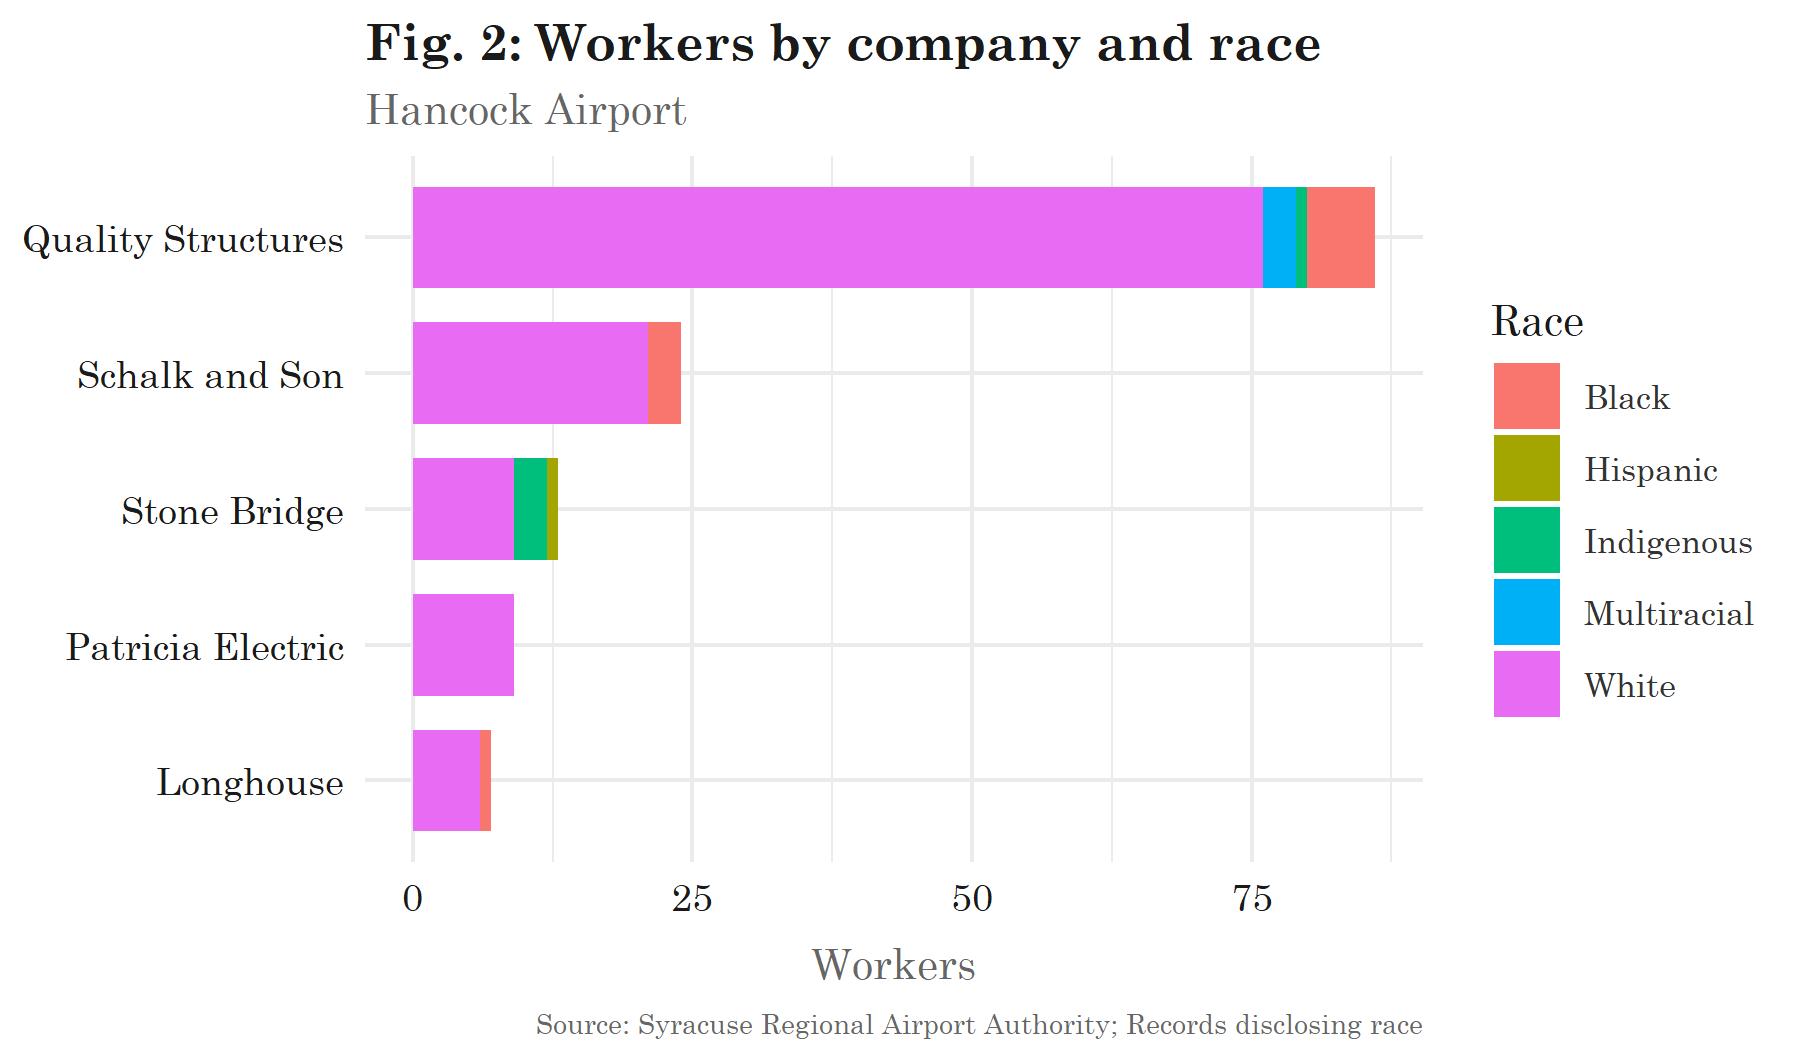 Fig. 2: Workers by company and race
Hancock Airport
Quality Structures
Schalk and Son
Stone Bridge
Patricia Electric
Longhouse
0 25 50 75
Workers
Race
Black
Hispanic
Indigenous
Multiracial
White
Source: Syracuse Regional Airport Authority; Records disclosing race